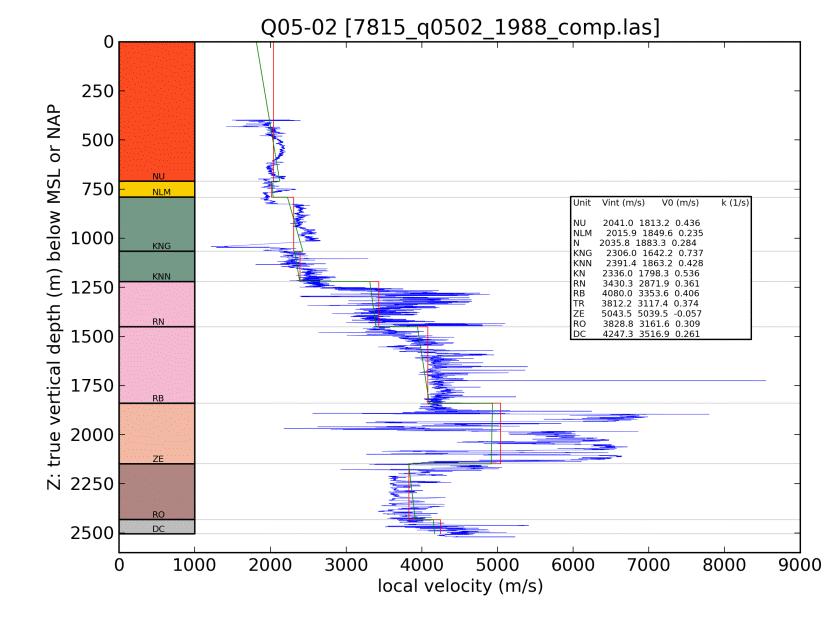 Q05-02 [7815_q0502_1988_comp.las]
Z: true vertical depth (m) below MSL or NAP
0
250
500
750
1000
1250
1500
1750
2000
2250
2500
NU
NLM
KNG
KNN
RN
RB
ZE
RO
DC
Unit Vint (m/s) V0 (m/s) k (1/s)
NU 2041.0 1813.2 0.436
NLM 2015.9 1849.6 0.235
N 2035.8 1883.3 0.284
KNG 2306.0 1642.2 0.737
KNN 2391.4 1863.2 0.428
KN 2336.0 1798.3 0.536
RN 3430.3 2871.9 0.361
RB 4080.0 3353.6 0.406
TR 3812.2 3117.4 0.374
ZE 5043.5 5039.5 -0.057
RO 3828.8 3161.6 0.309
DC 4247.3 3516.9 0.261
0 1000 2000 3000 4000 5000 6000 7000 8000 9000
local velocity (m/s)